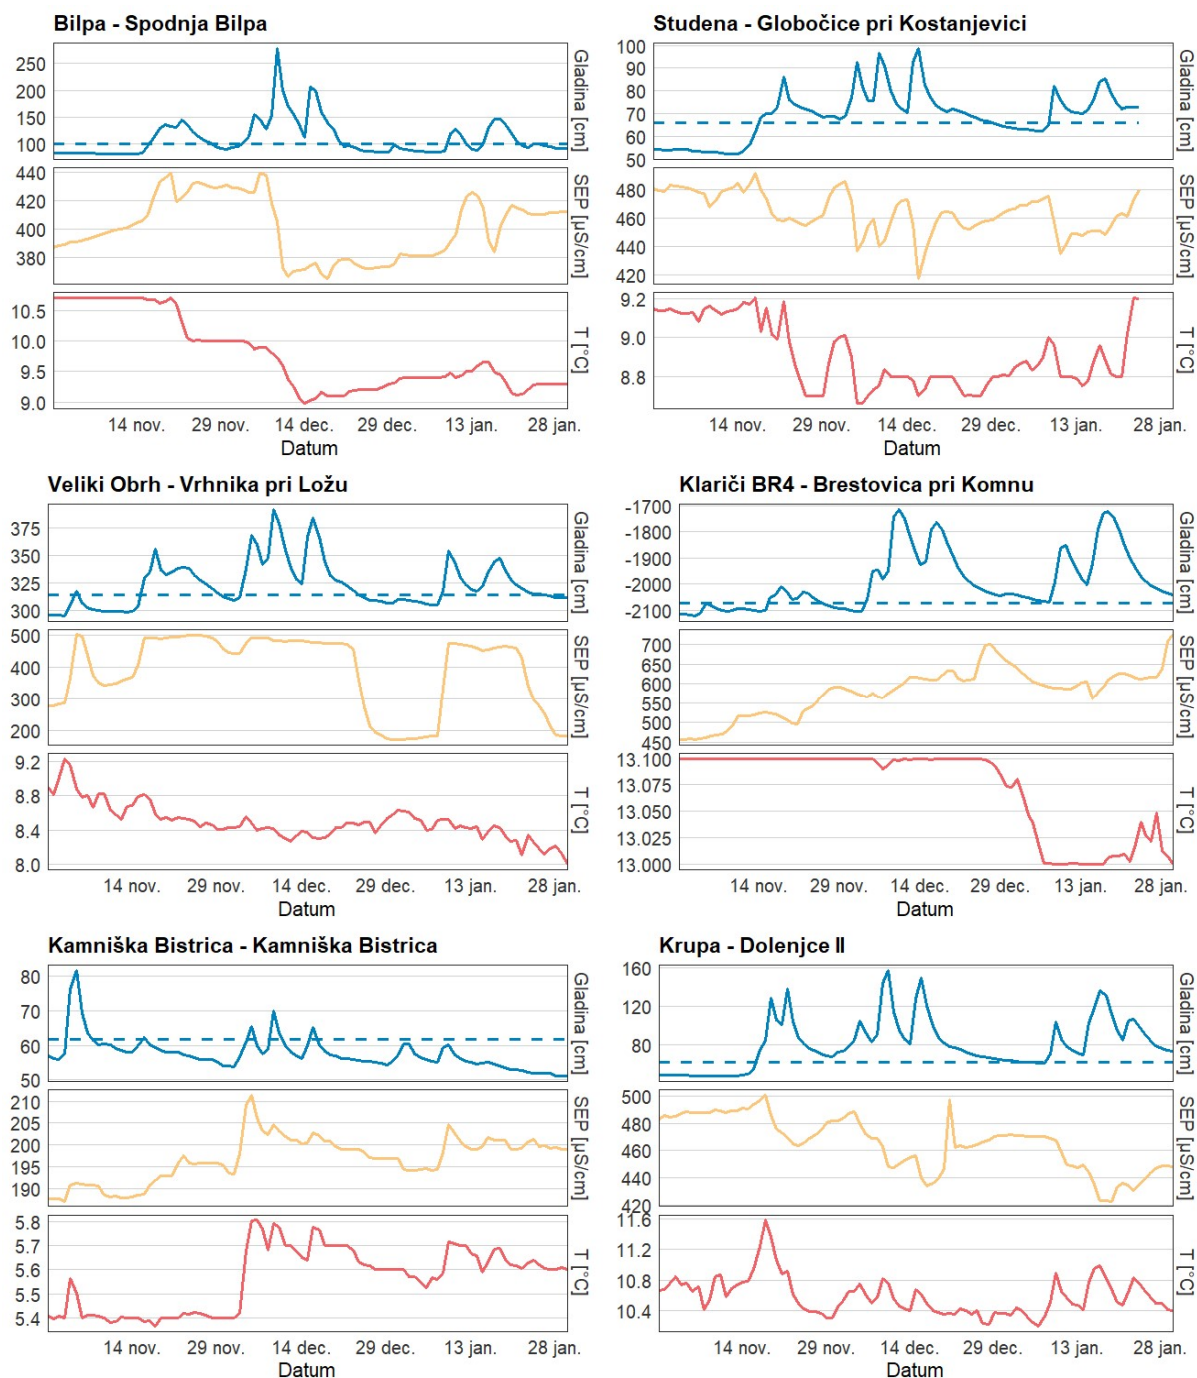 Bilpa - Spodnja Bilpa
250
200
150
100
Gladina [cm]
440
420
400
380
SEP [µS/cm]
10.5
10.0
9.5
9.0
T [°C]
14 nov. 29 nov. 14 dec. 29 dec. 13 jan. 28 jan.
Datum
Studena - Globočice pri Kostanjevici
100
90
80
70
60
50
Gladina [cm]
480
460
440
420
SEP [µS/cm]
9.2
9.0
8.8
T [°C]
14 nov. 29 nov. 14 dec. 29 dec. 13 jan. 28 jan.
Datum
Veliki Obrh - Vrhnika pri Ložu
375
350
325
300
Gladina [cm]
500
400
300
200
SEP [µS/cm]
9.2
8.8
8.4
8.0
T [°C]
14 nov. 29 nov. 14 dec. 29 dec. 13 jan. 28 jan.
Datum
Klariči BR4 - Brestovica pri Komnu
-1700
-1800
-1900
-2000
-2100
Gladina [cm]
700
650
600
550
500
450
SEP [µS/cm]
13.100
13.075
13.050
13.025
13.000
T [°C]
14 nov. 29 nov. 14 dec. 29 dec. 13 jan. 28 jan.
Datum
Kamniška Bistrica - Kamniška Bistrica
80
70
60
50
Gladina [cm]
210
205
200
195
190
SEP [µS/cm]
5.8
5.7
5.6
5.5
5.4
T [°C]
14 nov. 29 nov. 14 dec. 29 dec. 13 jan. 28 jan.
Datum
Krupa - Dolenjce II
160
120
80
Gladina [cm]
500
480
460
440
420
SEP [µS/cm]
11.6
11.2
10.8
10.4
T [°C]
14 nov. 29 nov. 14 dec. 29 dec. 13 jan. 28 jan.
Datum